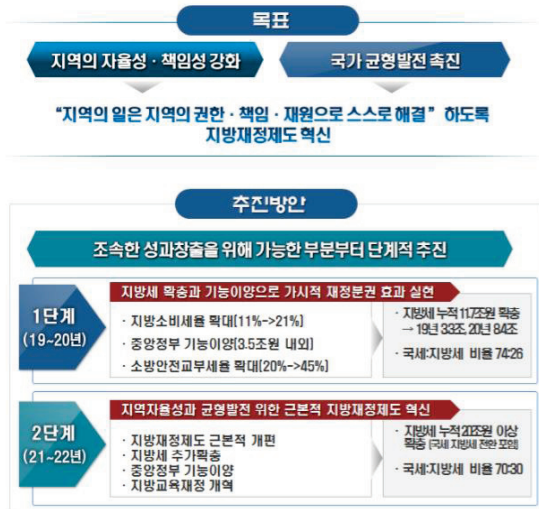 목표
지역의 자율성 · 책임성 강화
국가 균형발전 촉진
“지역의 일은 지역의 권한 · 책임 · 재원으로 스스로 해결” 하도록
지방재정제도 혁신
추진방안
조속한 성과창출을 위해 가능한 부분부터 단계적 추진
1단계
(19~20년)
지방세 확충과 기능이양으로 가시적 재정분권 효과 실현
· 지방소비세율 확대(11%->21%)
· 중앙정부 기능이양(3.5조원 내외)
· 소방안전교부세율 확대(20%->45%)
· 지방세 누적 11.7조원 확충
→ 19년 3.3조, 20년 8.4조
· 국세:지방세 비율 74:26
2단계
(21~22년)
지역자율성과 균형발전 위한 근본적 지방재정제도 혁신
· 지방재정제도 근본적 개편
· 지방세 추가확충
· 중앙정부 기능이양
· 지방교육재정 개혁
· 지방세 누적20조원 이상
확충 (국세 지방세 전환 포함)
· 국세:지방세 비율 70:30